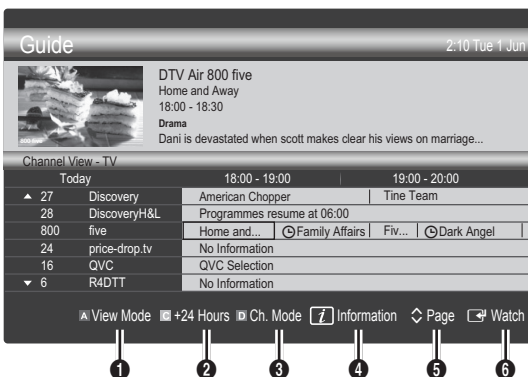 Guide
2:10 Tue 1 Jun
DTV Air 800 five
Home and Away
18:00 - 18:30
Drama
Dani is devastated when scott makes clear his views on marriage...
800 five
Channel View - TV
Today 18:00 - 19:00 19:00 - 20:00
▲ 27 Discovery American Chopper Tine Team
28 DiscoveryH&L Programmes resume at 06:00
800 five Home and... Family Affairs Fiv... Dark Angel
24 price-drop.tv No Information
16 QVC QVC Selection
▼ 6 R4DTT No Information
A View Mode C +24 Hours D Ch. Mode i Information Page Watch
1 2 3 4 5 6